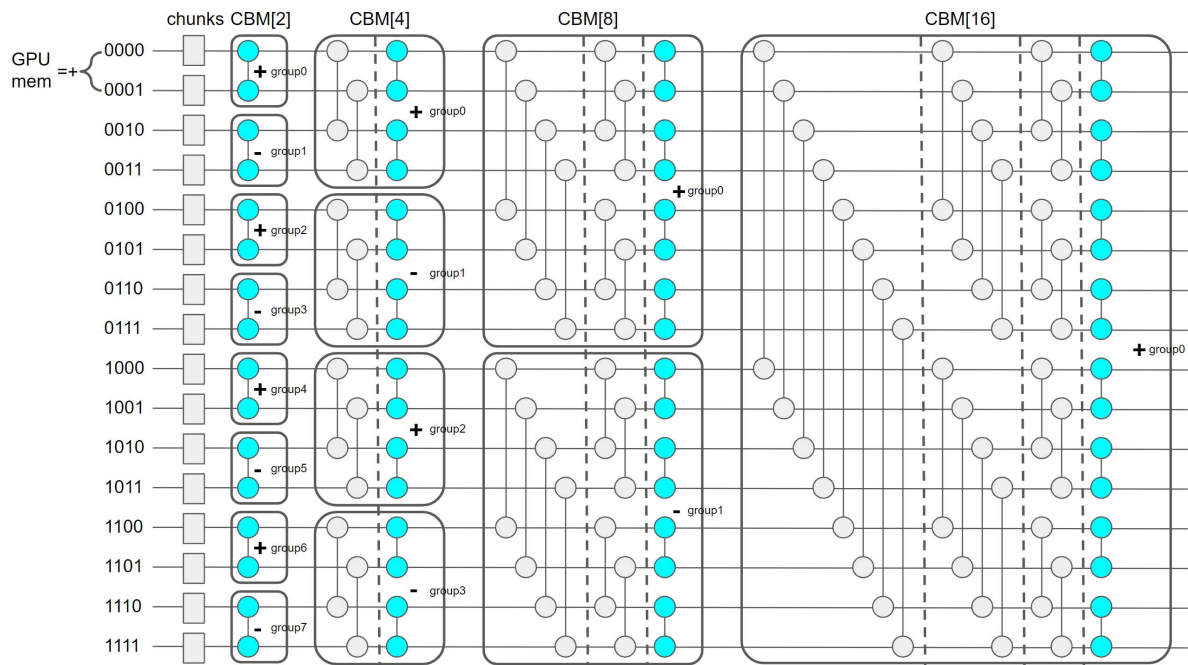 chunks CBM[2] CBM[4] CBM[8] CBM[16]
GPU
mem =+
0000
+ group0
0001
+ group0
0010
- group1
0011
+ group0
0100
+ group2
0101
- group1
0110
- group3
0111
+ group0
1000
+ group4
1001
+ group2
1010
- group5
1011
- group1
1100
+ group6
1101
- group3
1110
- group7
1111